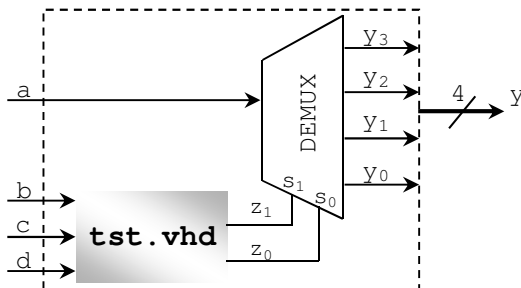 y₃
4
y
y₂
a
DEMUX
y₁
y₀
s₁
s₀
b
z₁
c
tst.vhd
z₀
d